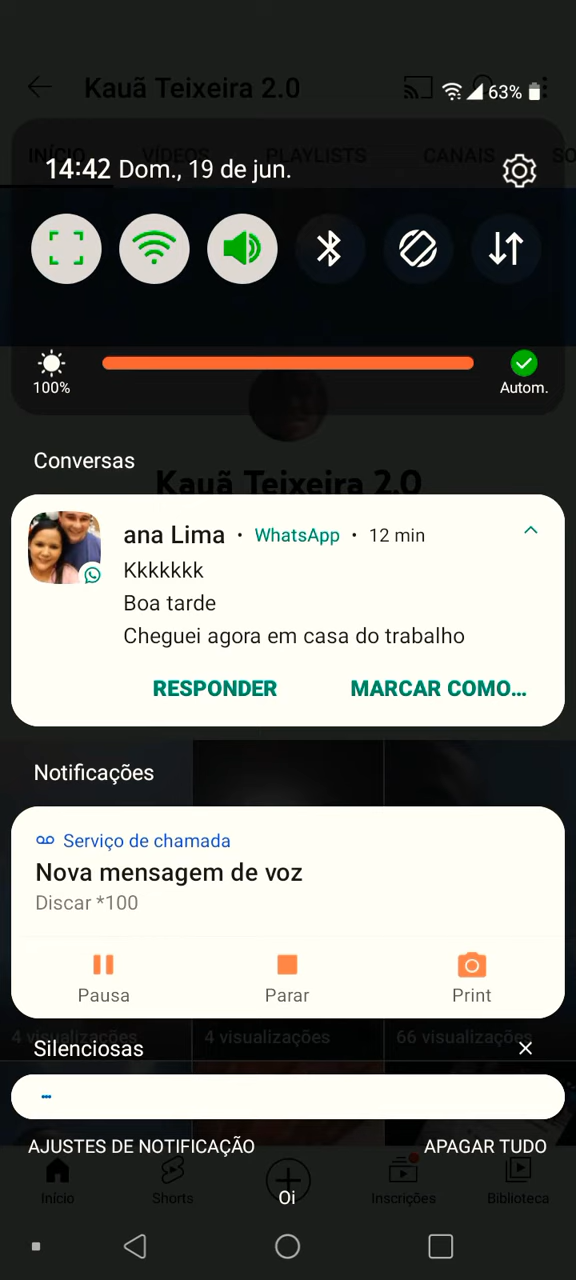 Kauã Teixeira 2.0
63%
INÍCIO VÍDEOS PLAYLISTS CANAIS SO
14:42 Dom., 19 de jun.
100%
Autom.
Conversas
Kauã Teixeira 2.0
ana Lima • WhatsApp • 12 min
Kkkkkkk
Boa tarde
Cheguei agora em casa do trabalho
RESPONDER MARCAR COMO...
Notificações
Serviço de chamada
Nova mensagem de voz
Discar *100
Pausa Parar Print
4 visualizações 4 visualizações 66 visualizações
Silenciosas
AJUSTES DE NOTIFICAÇÃO APAGAR TUDO
Início Shorts Oi Inscrições Biblioteca